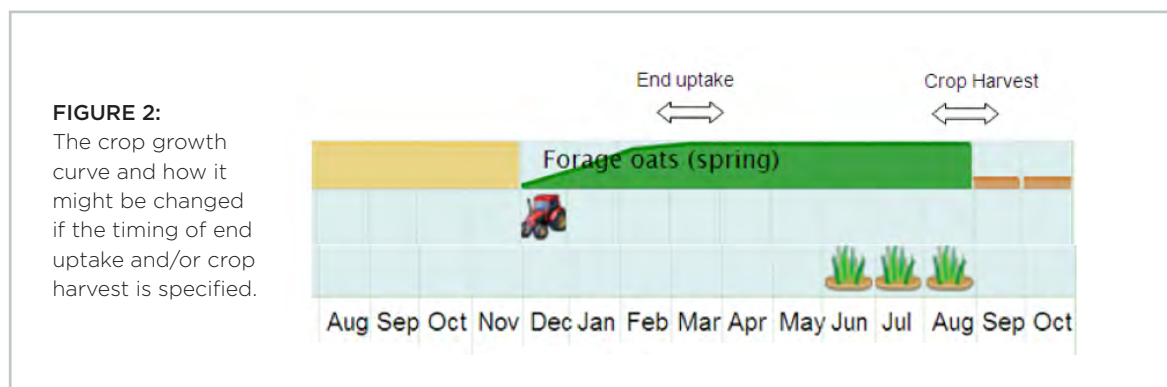 FIGURE 2:
The crop growth
curve and how it
might be changed
if the timing of end
uptake and/or crop
harvest is specified.
End uptake
Crop Harvest
Forage oats (spring)
Aug Sep Oct Nov Dec Jan Feb Mar Apr May Jun Jul Aug Sep Oct